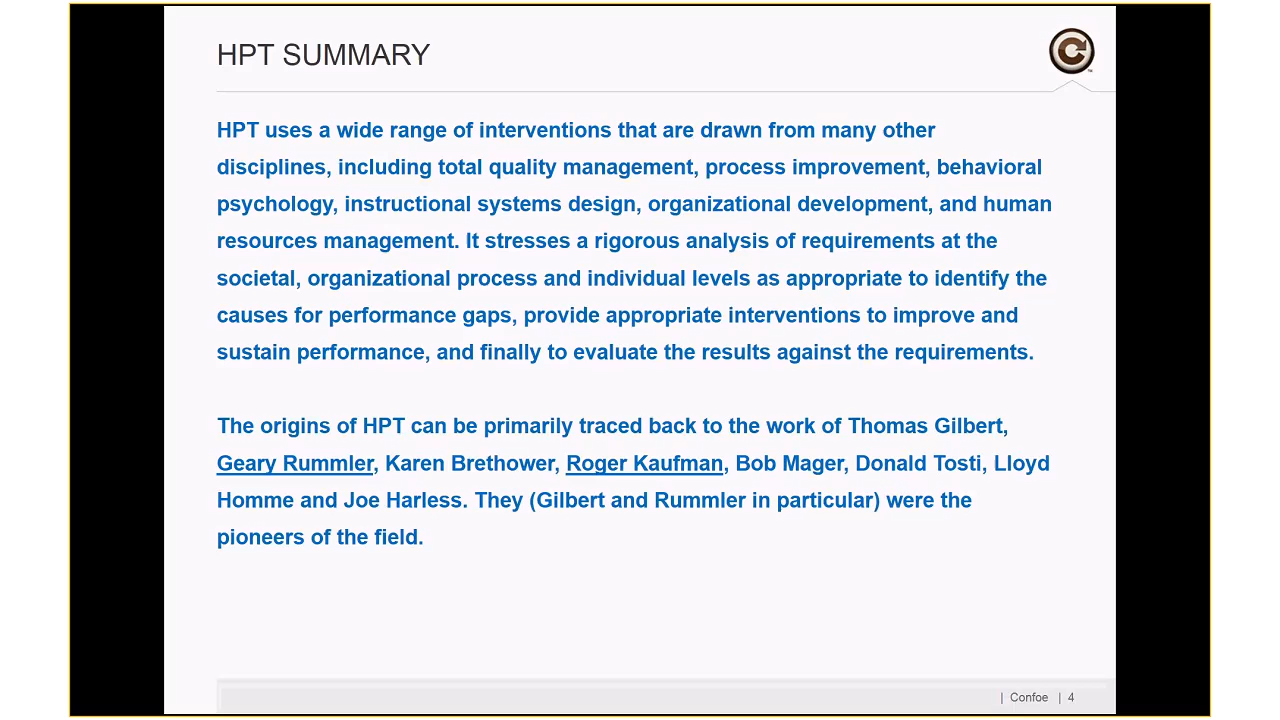 HPT SUMMARY
HPT uses a wide range of interventions that are drawn from many other
disciplines, including total quality management, process improvement, behavioral
psychology, instructional systems design, organizational development, and human
resources management. It stresses a rigorous analysis of requirements at the
societal, organizational process and individual levels as appropriate to identify the
causes for performance gaps, provide appropriate interventions to improve and
sustain performance, and finally to evaluate the results against the requirements.
The origins of HPT can be primarily traced back to the work of Thomas Gilbert,
Geary Rummler, Karen Brethower, Roger Kaufman, Bob Mager, Donald Tosti, Lloyd
Homme and Joe Harless. They (Gilbert and Rummler in particular) were the
pioneers of the field.
| Confoe | 4